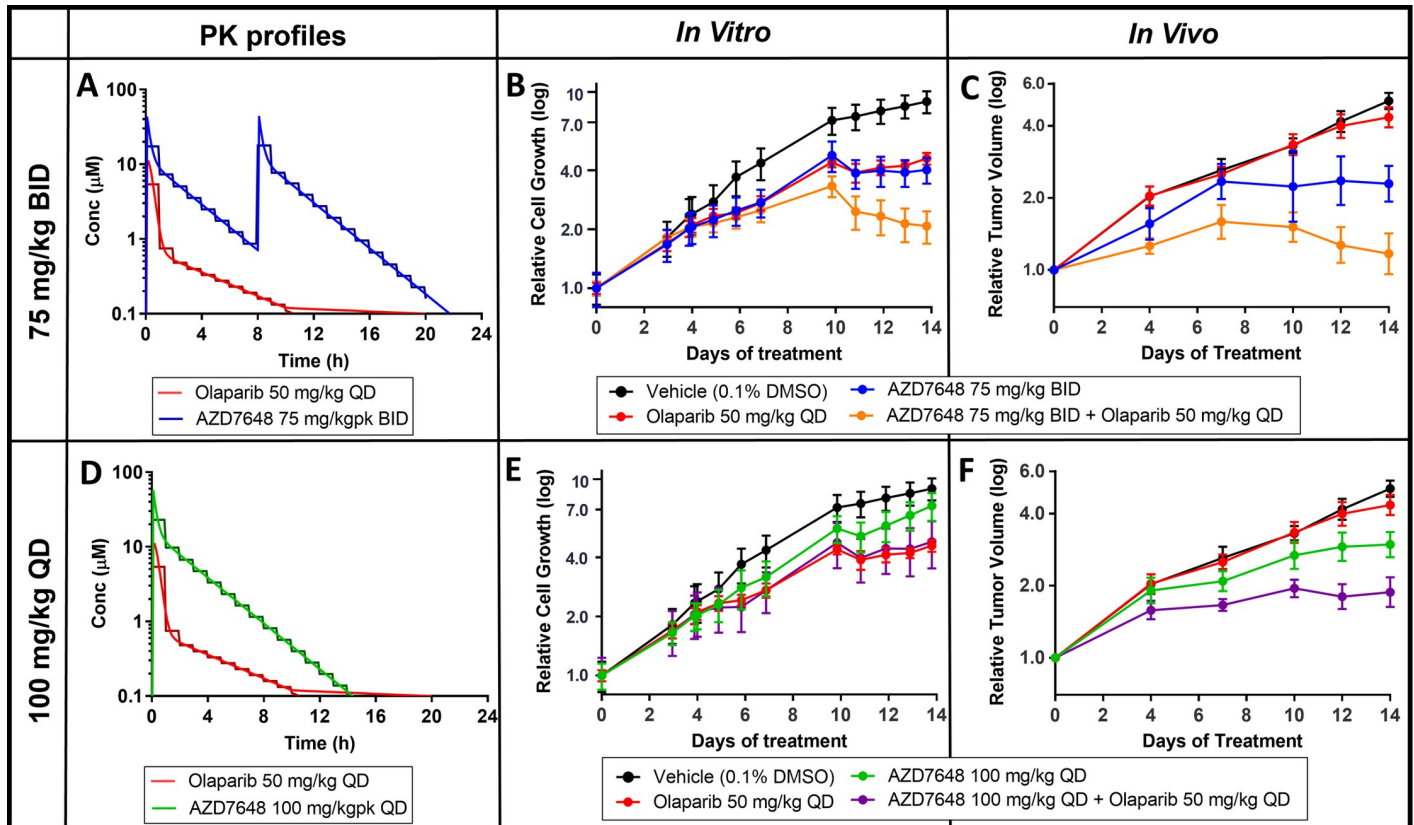 PK profiles
In Vitro
In Vivo
75 mg/kg BID
A
100
10
1
0.1
Conc (μM)
0 4 8 12 16 20 24
Time (h)
Olaparib 50 mg/kg QD
AZD7648 75 mg/kgpk BID
B
10
7.0
4.0
2.0
1.0
Relative Cell Growth (log)
0 2 4 6 8 10 12 14
Days of treatment
C
6.0
4.0
2.0
1.0
Relative Tumor Volume (log)
0 2 4 6 8 10 12 14
Days of Treatment
Vehicle (0.1% DMSO)
Olaparib 50 mg/kg QD
AZD7648 75 mg/kg BID
AZD7648 75 mg/kg BID + Olaparib 50 mg/kg QD
100 mg/kg QD
D
100
10
1
0.1
Conc (μM)
0 4 8 12 16 20 24
Time (h)
Olaparib 50 mg/kg QD
AZD7648 100 mg/kgpk QD
E
10
7.0
4.0
2.0
1.0
Relative Cell Growth (log)
0 2 4 6 8 10 12 14
Days of treatment
F
6.0
4.0
2.0
1.0
Relative Tumor Volume (log)
0 2 4 6 8 10 12 14
Days of Treatment
Vehicle (0.1% DMSO)
Olaparib 50 mg/kg QD
AZD7648 100 mg/kg QD
AZD7648 100 mg/kg QD + Olaparib 50 mg/kg QD